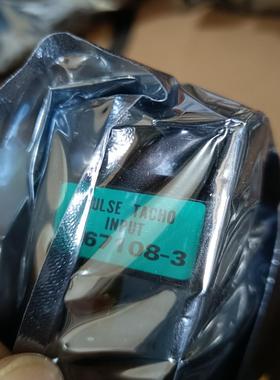 ULSE TACHO
INPUT
67108-3